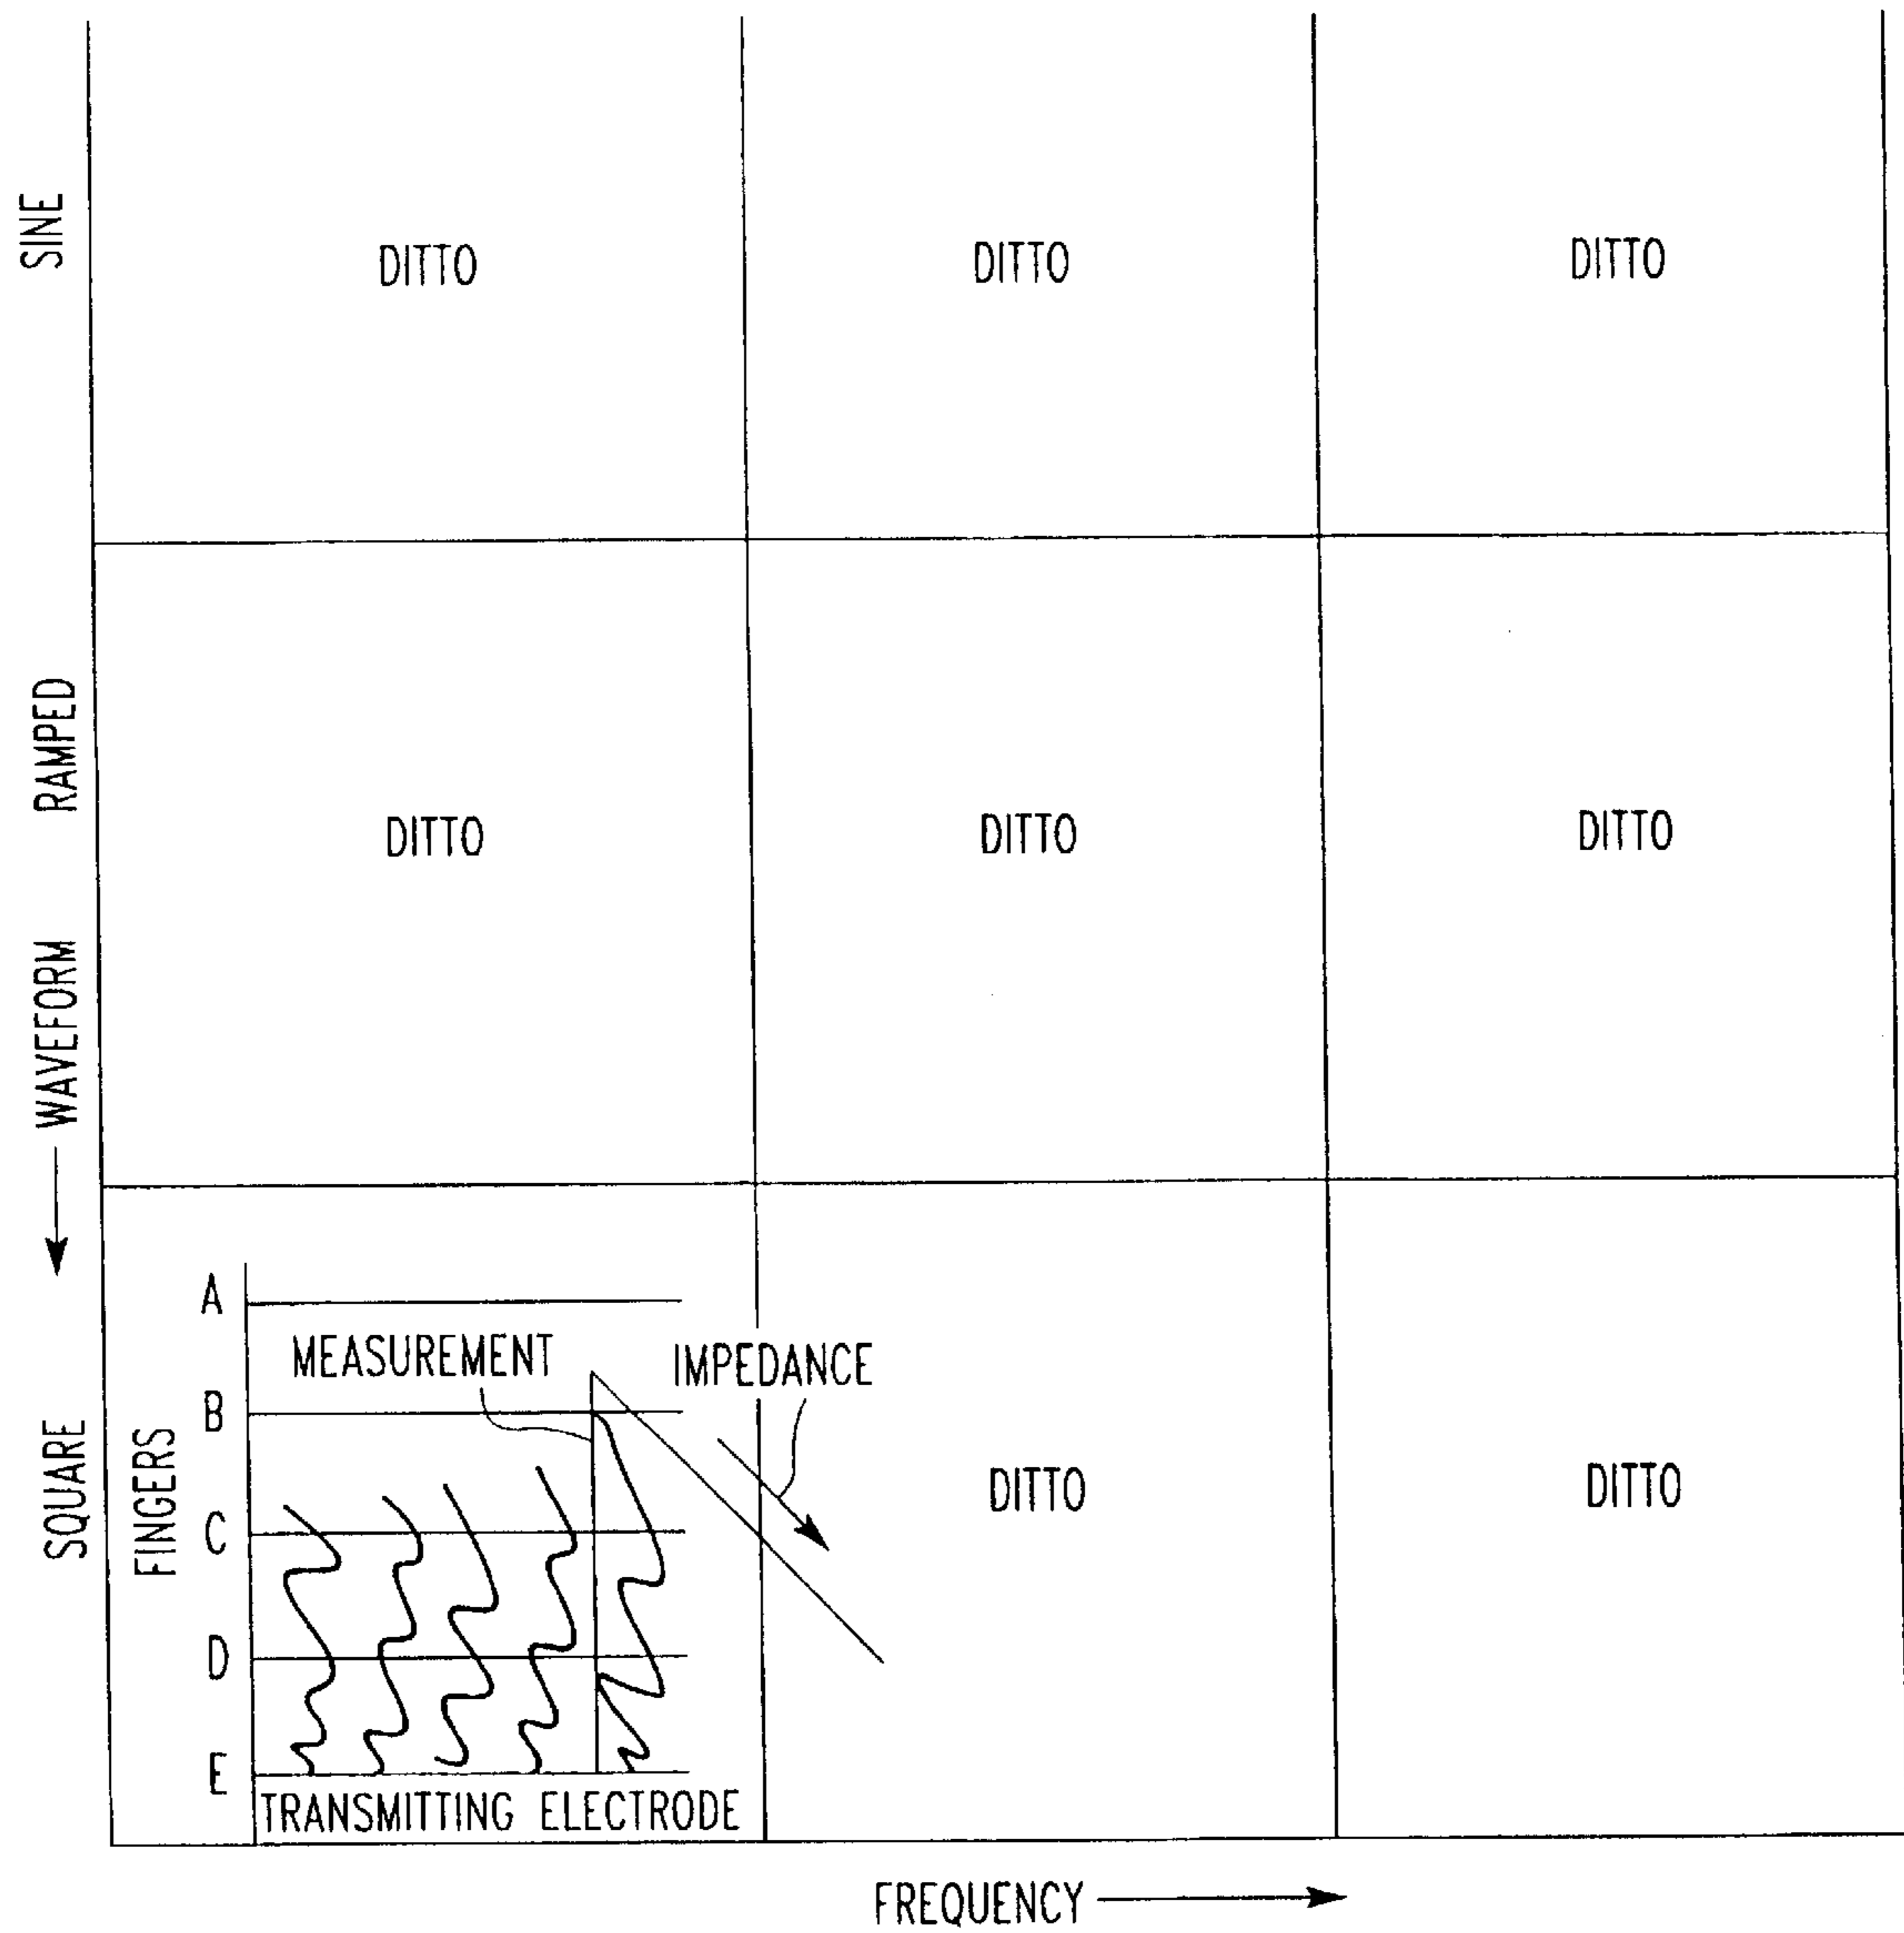 SINE
DITTO DITTO DITTO
RAMPED
DITTO DITTO DITTO
WAVEFORM
SQUARE
FINGERS
A
MEASUREMENT
IMPEDANCE
B
C
DITTO DITTO
D
E
TRANSMITTING ELECTRODE
FREQUENCY